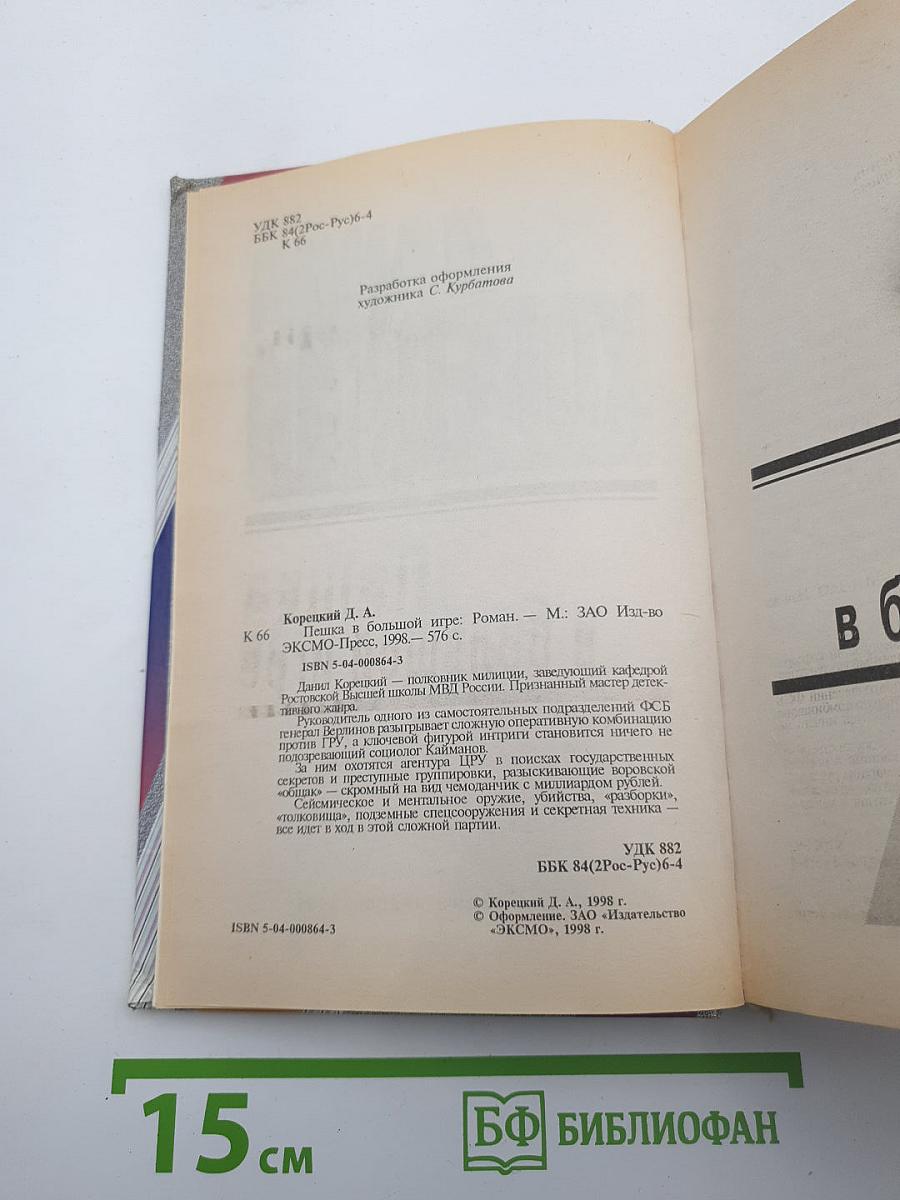 УДК 882
ББК 84(2Рос-Рус)6-4
К 66
Разработка оформления
художника С. Курбатова
Корецкий Д. А.
К 66 Пешка в большой игре: Роман. — М.: ЗАО Изд-во
ЭКСМО-Пресс, 1998.— 576 с.
ISBN 5-04-000864-3
Данил Корецкий — полковник милиции, заведующий кафедрой
Ростовской Высшей школы МВД России. Признанный мастер детек-
тивного жанра.
Руководитель одного из самостоятельных подразделений ФСБ
генерал Верлинов разыгрывает сложную оперативную комбинацию
против ГРУ, а ключевой фигурой интриги становится ничего не
подозревающий социолог Кайманов.
За ним охотятся агентура ЦРУ в поисках государственных
секретов и преступные группировки, разыскивающие воровской
«общак» — скромный на вид чемоданчик с миллиардом рублей.
Сейсмическое и ментальное оружие, убийства, «разборки»,
«толковища», подземные спецсооружения и секретная техника —
все идет в ход в этой сложной партии.
УДК 882
ББК 84(2Рос-Рус)6-4
© Корецкий Д. А., 1998 г.
© Оформление. ЗАО «Издательство
«ЭКСМО», 1998 г.
ISBN 5-04-000864-3
в б
15 см
БФ БИБЛИОФАН